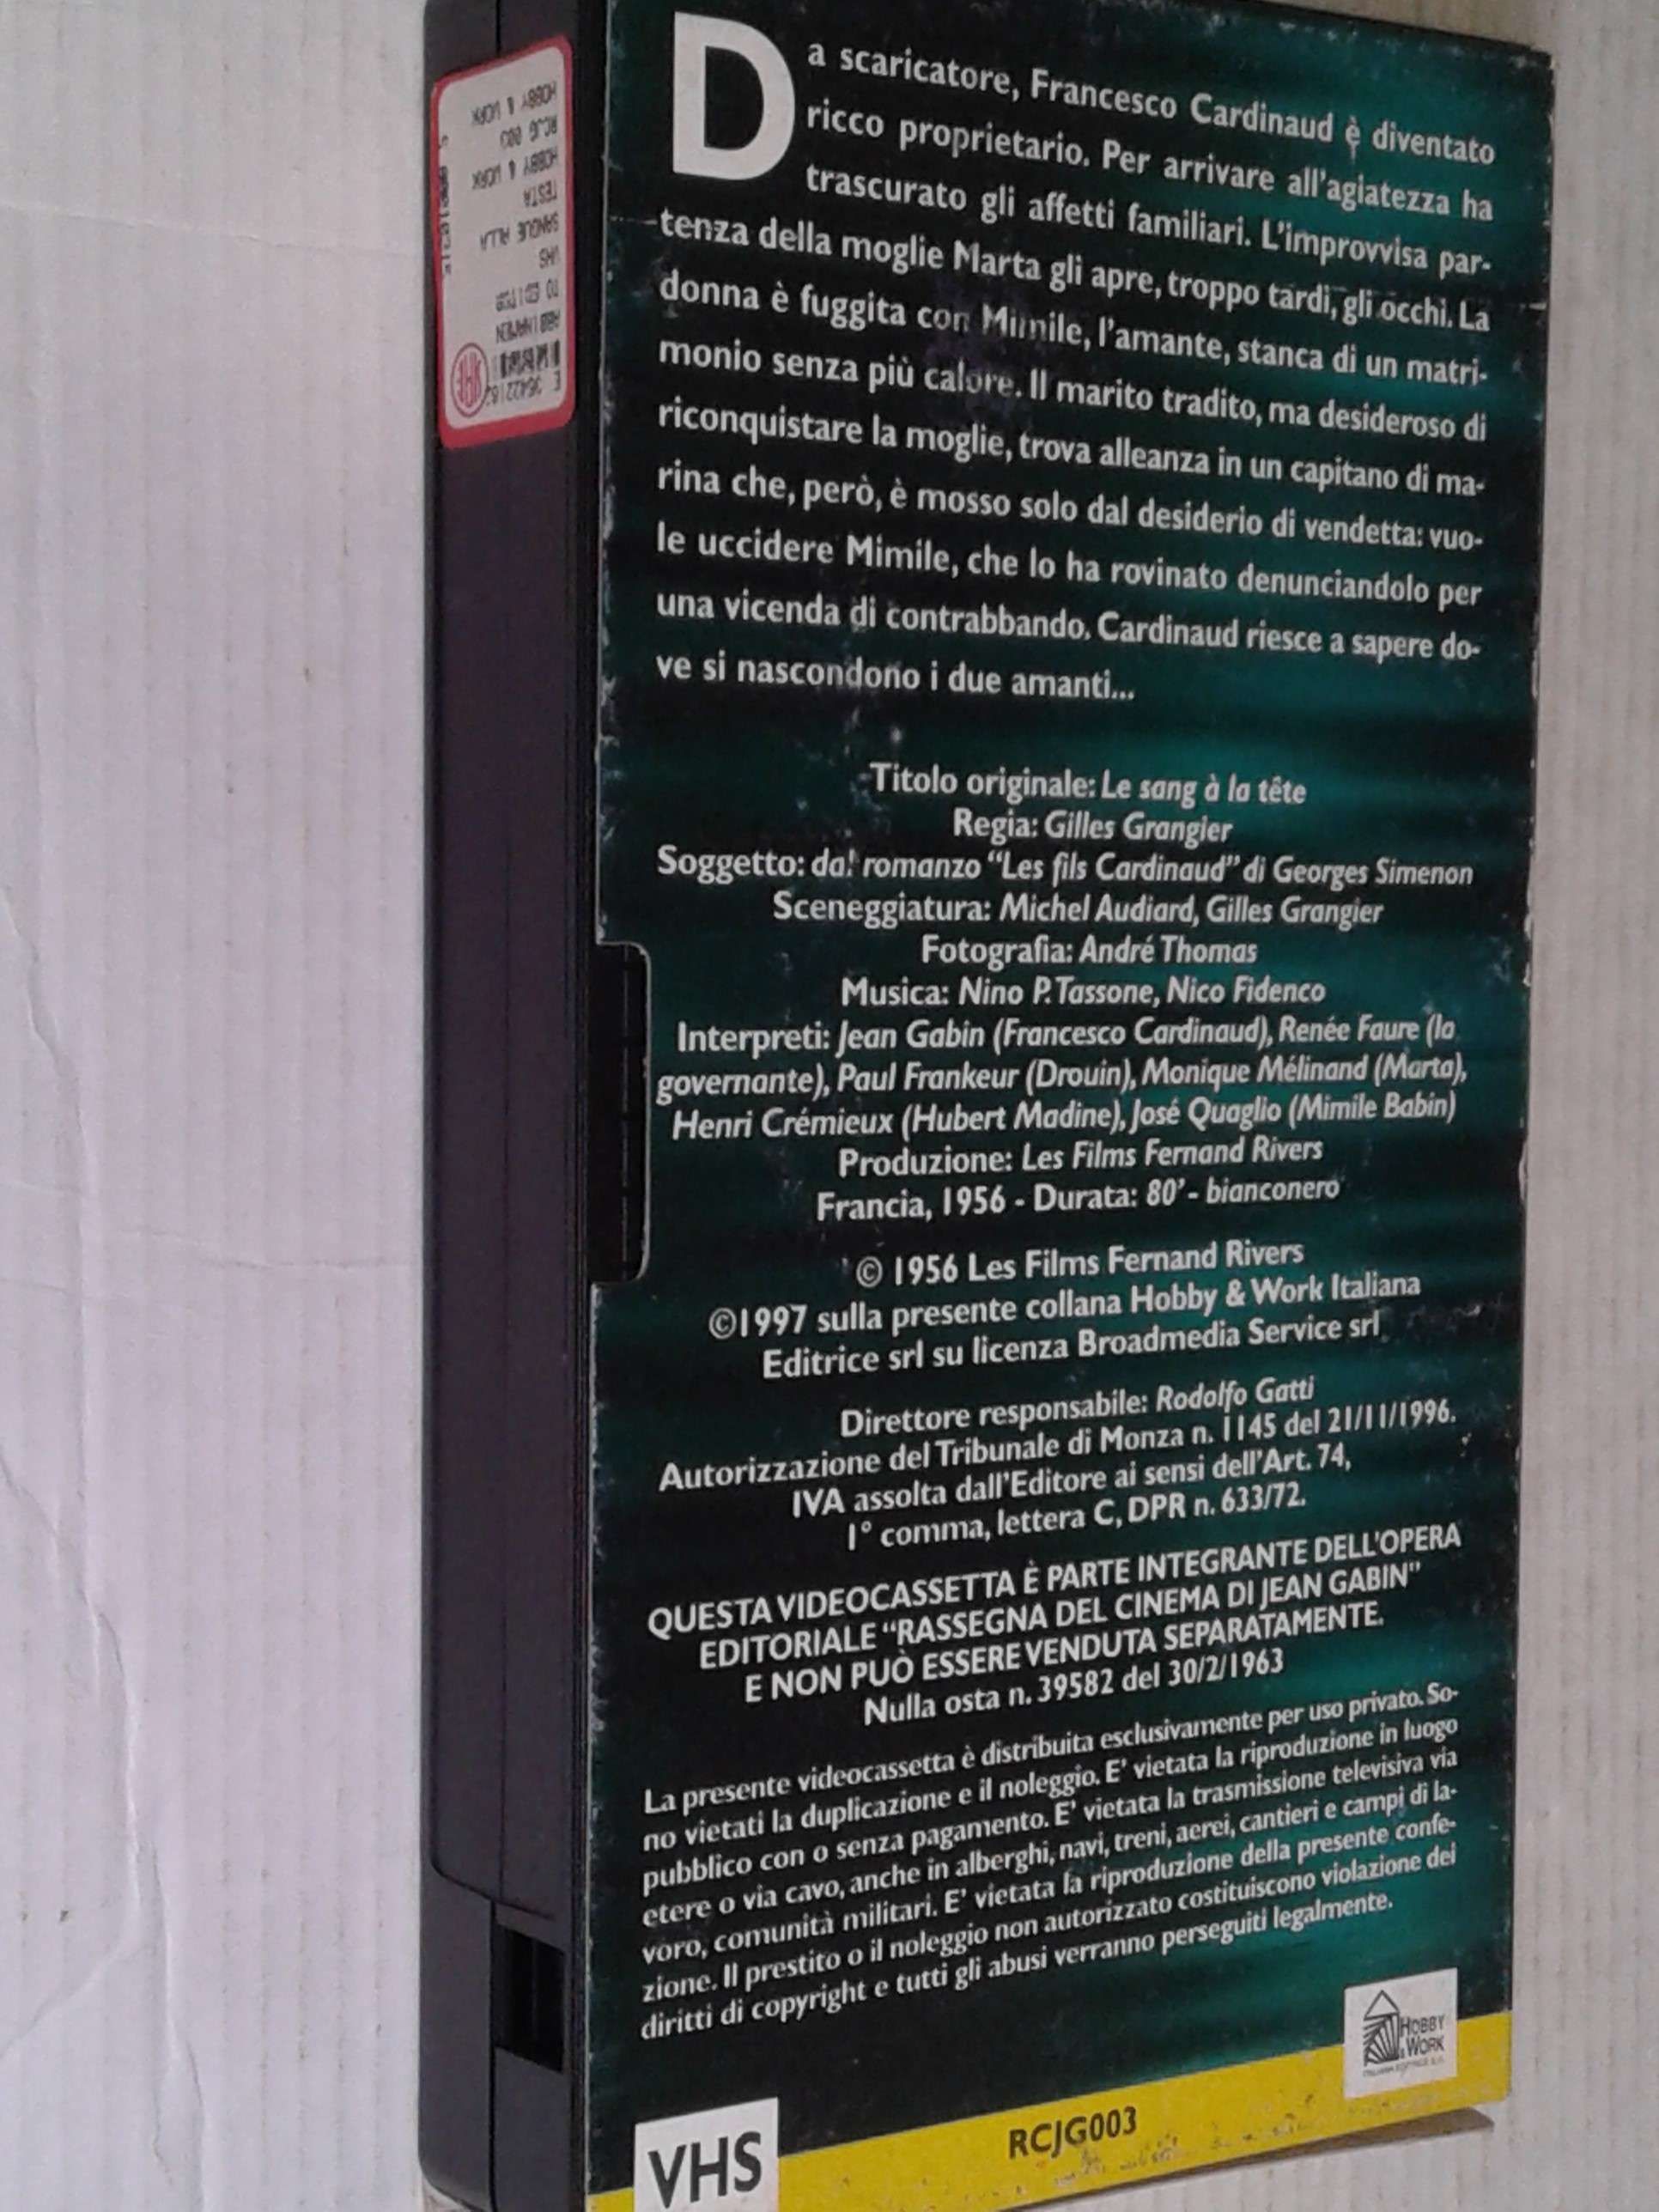 Da scaricatore, Francesco Cardinaud è diventato
ricco proprietario. Per arrivare all'agiatezza ha
trascurato gli affetti familiari. L'improvvisa par-
tenza della moglie Marta gli apre, troppo tardi, gli occhi. La
donna è fuggita con Mimile, l'amante, stanca di un matri-
monio senza più calore. Il marito tradito, ma desideroso di
riconquistare la moglie, trova alleanza in un capitano di ma-
rina che, però, è mosso solo dal desiderio di vendetta: vuo-
le uccidere Mimile, che lo ha rovinato denunciandolo per
una vicenda di contrabbando. Cardinaud riesce a sapere do-
ve si nascondono i due amanti...
Titolo originale: Le sang à la tête
Regia: Gilles Grangier
Soggetto: dal romanzo “Les fils Cardinaud” di Georges Simenon
Sceneggiatura: Michel Audiard, Gilles Grangier
Fotografia: André Thomas
Musica: Nino P. Tassone, Nico Fidenco
Interpreti: Jean Gabin (Francesco Cardinaud), Renée Faure (la
governante), Paul Frankeur (Drouin), Monique Mélinand (Marta),
Henri Crémieux (Hubert Madine), José Quaglio (Mimile Babin)
Produzione: Les Films Fernand Rivers
Francia, 1956 - Durata: 80' - bianconero
© 1956 Les Films Fernand Rivers
©1997 sulla presente collana Hobby & Work Italiana
Editrice srl su licenza Broadmedia Service srl
Direttore responsabile: Rodolfo Gatti
Autorizzazione del Tribunale di Monza n. 1145 del 21/11/1996.
IVA assolta dall'Editore ai sensi dell'Art. 74,
1° comma, lettera C, DPR n. 633/72.
QUESTA VIDEOCASSETTA È PARTE INTEGRANTE DELL'OPERA
EDITORIALE “RASSEGNA DEL CINEMA DI JEAN GABIN”
E NON PUÒ ESSERE VENDUTA SEPARATAMENTE.
Nulla osta n. 39582 del 30/2/1963
La presente videocassetta è distribuita esclusivamente per uso privato. So-
no vietati la duplicazione e il noleggio. E' vietata la riproduzione in luogo
pubblico con o senza pagamento. E' vietata la trasmissione televisiva via
etere o via cavo, anche in alberghi, navi, treni, aerei, cantieri e campi di la-
voro, comunità militari. E' vietata la riproduzione della presente confe-
zione. Il prestito o il noleggio non autorizzato costituiscono violazione dei
diritti di copyright e tutti gli abusi verranno perseguiti legalmente.
HOBBY
& WORK
VHS
RCJG003
SIAE
ABBINAMEN
TO EDITOR
VHS
SANGUE ALLA
TESTA
HOBBY & WORK
RCJG 003
HOBBY & WORK